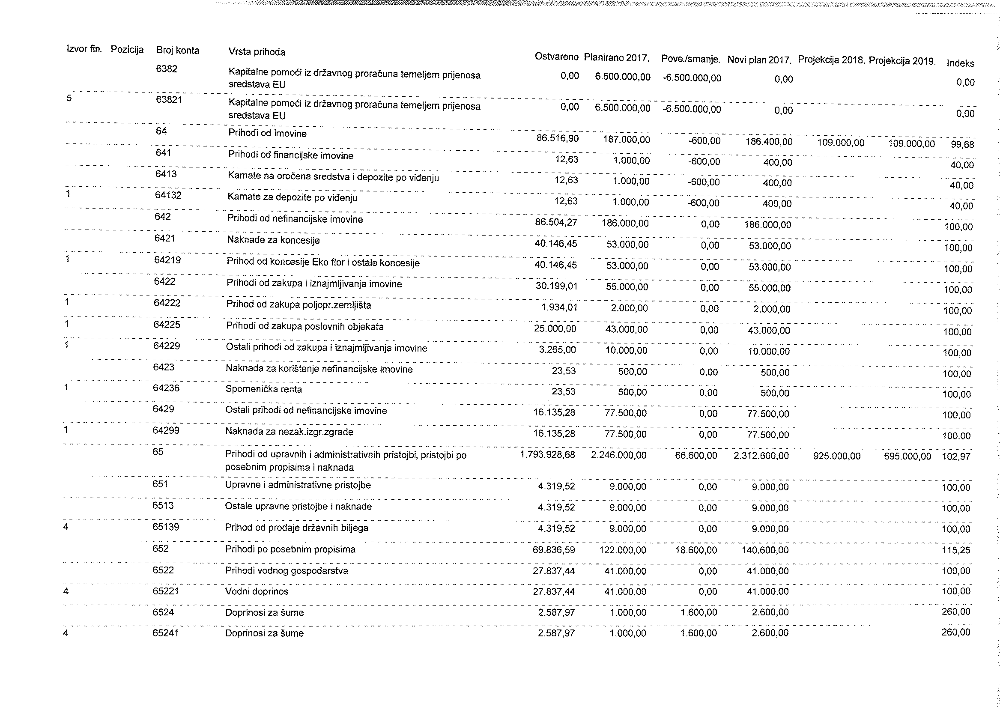 Izvor fin. Pozicija Broj konta Vrsta prihoda Ostvareno Planirano 2017. Pove./smanje. Novi plan 2017. Projekcija 2018. Projekcija 2019. Indeks
6382 Kapitalne pomoći iz državnog proračuna temeljem prijenosa 0,00 6.500.000,00 -6.500.000,00 0,00 0,00
sredstava EU
5 63821 Kapitalne pomoći iz državnog proračuna temeljem prijenosa 0,00 6.500.000,00 -6.500.000,00 0,00 0,00
sredstava EU
64 Prihodi od imovine 86.516,90 187.000,00 -600,00 186.400,00 109.000,00 109.000,00 99,68
641 Prihodi od financijske imovine 12,63 1.000,00 -600,00 400,00 40,00
6413 Kamate na oročena sredstva i depozite po viđenju 12,63 1.000,00 -600,00 400,00 40,00
1 64132 Kamate za depozite po viđenju 12,63 1.000,00 -600,00 400,00 40,00
642 Prihodi od nefinancijske imovine 86.504,27 186.000,00 0,00 186.000,00 100,00
6421 Naknade za koncesije 40.146,45 53.000,00 0,00 53.000,00 100,00
1 64219 Prihod od koncesije Eko flor i ostale koncesije 40.146,45 53.000,00 0,00 53.000,00 100,00
6422 Prihodi od zakupa i iznajmljivanja imovine 30.199,01 55.000,00 0,00 55.000,00 100,00
1 64222 Prihod od zakupa poljopr.zemljišta 1.934,01 2.000,00 0,00 2.000,00 100,00
1 64225 Prihodi od zakupa poslovnih objekata 25.000,00 43.000,00 0,00 43.000,00 100,00
1 64229 Ostali prihodi od zakupa i iznajmljivanja imovine 3.265,00 10.000,00 0,00 10.000,00 100,00
6423 Naknada za korištenje nefinancijske imovine 23,53 500,00 0,00 500,00 100,00
1 64236 Spomenička renta 23,53 500,00 0,00 500,00 100,00
6429 Ostali prihodi od nefinancijske imovine 16.135,28 77.500,00 0,00 77.500,00 100,00
1 64299 Naknada za nezak.izgr.zgrade 16.135,28 77.500,00 0,00 77.500,00 100,00
65 Prihodi od upravnih i administrativnih pristojbi, pristojbi po 1.793.928,68 2.246.000,00 66.600,00 2.312.600,00 925.000,00 695.000,00 102,97
posebnim propisima i naknada
651 Upravne i administrativne pristojbe 4.319,52 9.000,00 0,00 9.000,00 100,00
6513 Ostale upravne pristojbe i naknade 4.319,52 9.000,00 0,00 9.000,00 100,00
4 65139 Prihod od prodaje državnih biljega 4.319,52 9.000,00 0,00 9.000,00 100,00
652 Prihodi po posebnim propisima 69.836,59 122.000,00 18.600,00 140.600,00 115,25
6522 Prihodi vodnog gospodarstva 27.837,44 41.000,00 0,00 41.000,00 100,00
4 65221 Vodni doprinos 27.837,44 41.000,00 0,00 41.000,00 100,00
6524 Doprinosi za šume 2.587,97 1.000,00 1.600,00 2.600,00 260,00
4 65241 Doprinosi za šume 2.587,97 1.000,00 1.600,00 2.600,00 260,00